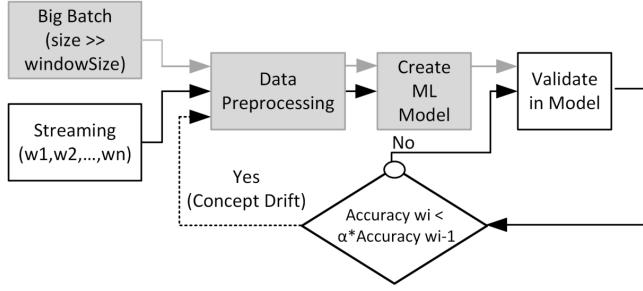 Big Batch
(size >>
windowSize)
Data
Preprocessing
Create
ML
Model
Validate
in Model
Streaming
(w1,w2,...,wn)
No
Yes
(Concept Drift)
Accuracy wi <
α*Accuracy wi-1